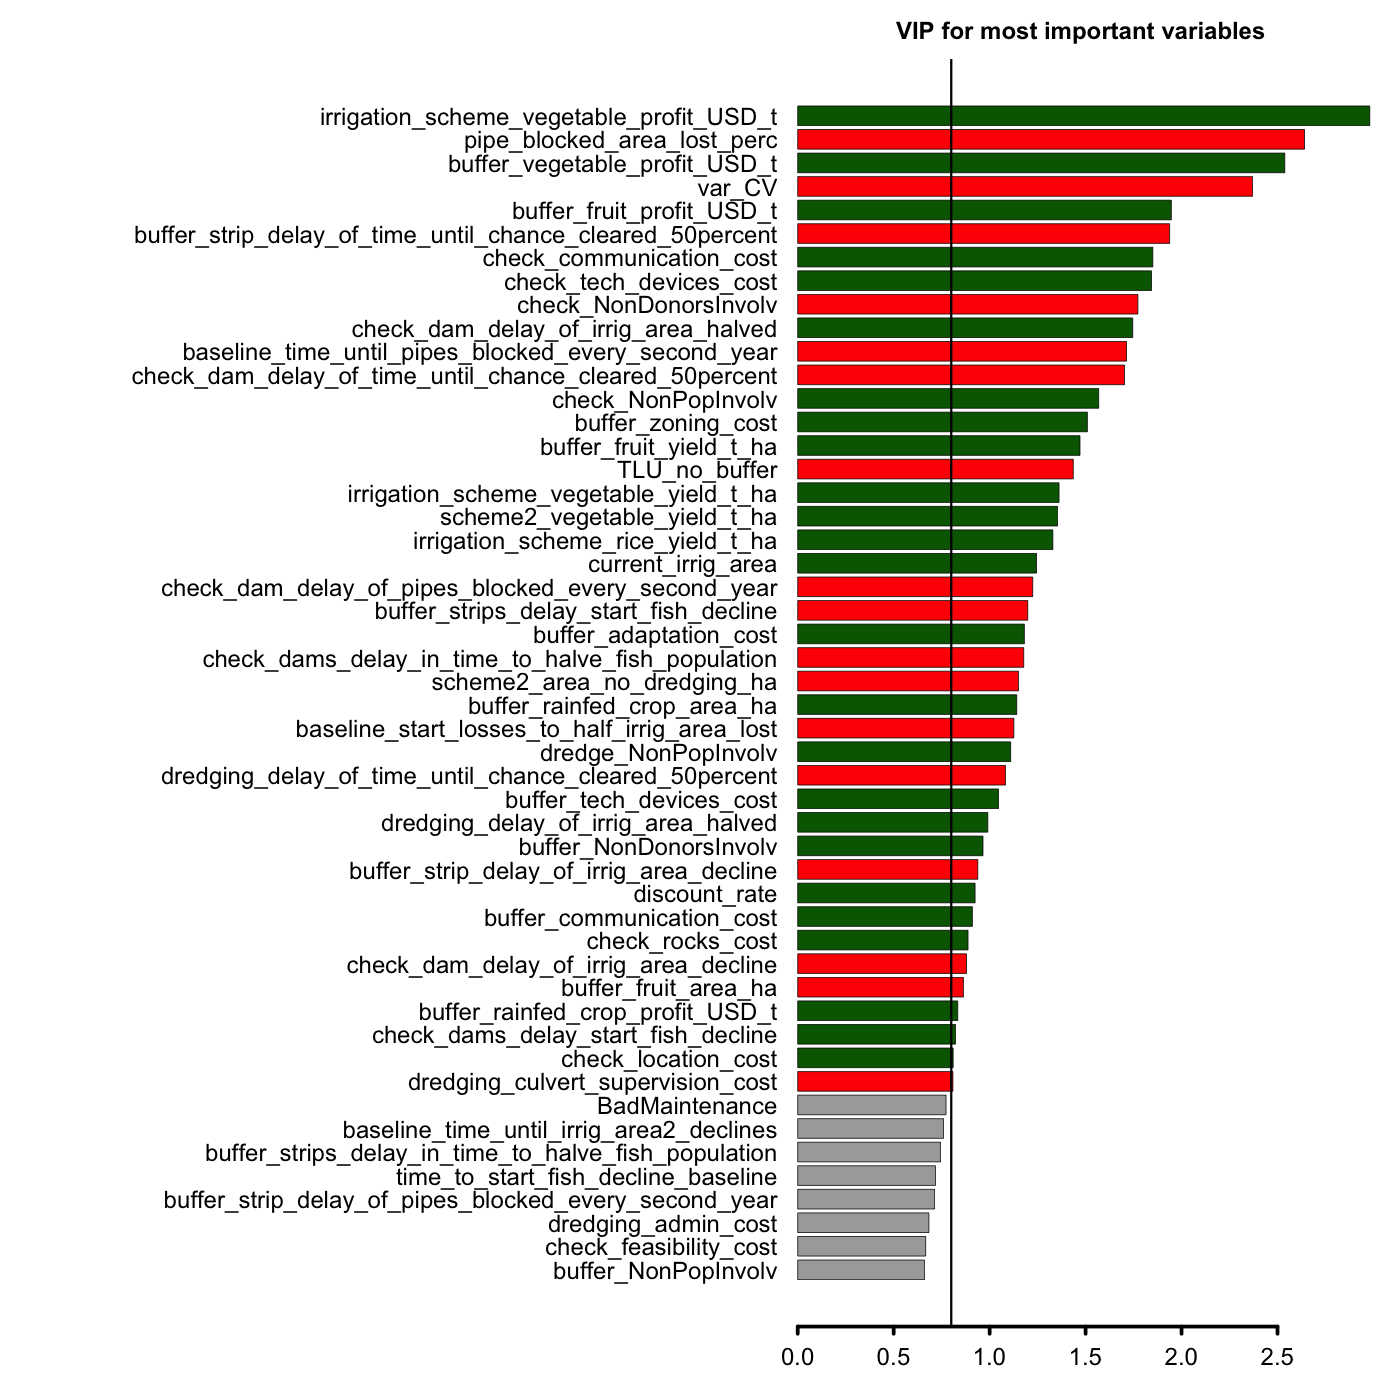 VIP for most important variables
irrigation_scheme_vegetable_profit_USD_t
pipe_blocked_area_lost_perc
buffer_vegetable_profit_USD_t
var_CV
buffer_fruit_profit_USD_t
buffer_strip_delay_of_time_until_chance_cleared_50percent
check_communication_cost
check_tech_devices_cost
check_NonDonorsInvolv
check_dam_delay_of_irrig_area_halved
baseline_time_until_pipes_blocked_every_second_year
check_dam_delay_of_time_until_chance_cleared_50percent
check_NonPopInvolv
buffer_zoning_cost
buffer_fruit_yield_t_ha
TLU_no_buffer
irrigation_scheme_vegetable_yield_t_ha
scheme2_vegetable_yield_t_ha
irrigation_scheme_rice_yield_t_ha
current_irrig_area
check_dam_delay_of_pipes_blocked_every_second_year
buffer_strips_delay_start_fish_decline
buffer_adaptation_cost
check_dams_delay_in_time_to_halve_fish_population
scheme2_area_no_dredging_ha
buffer_rainfed_crop_area_ha
baseline_start_losses_to_half_irrig_area_lost
dredge_NonPopInvolv
dredging_delay_of_time_until_chance_cleared_50percent
buffer_tech_devices_cost
dredging_delay_of_irrig_area_halved
buffer_NonDonorsInvolv
buffer_strip_delay_of_irrig_area_decline
discount_rate
buffer_communication_cost
check_rocks_cost
check_dam_delay_of_irrig_area_decline
buffer_fruit_area_ha
buffer_rainfed_crop_profit_USD_t
check_dams_delay_start_fish_decline
check_location_cost
dredging_culvert_supervision_cost
BadMaintenance
baseline_time_until_irrig_area2_declines
buffer_strips_delay_in_time_to_halve_fish_population
time_to_start_fish_decline_baseline
buffer_strip_delay_of_pipes_blocked_every_second_year
dredging_admin_cost
check_feasibility_cost
buffer_NonPopInvolv
0.0 0.5 1.0 1.5 2.0 2.5